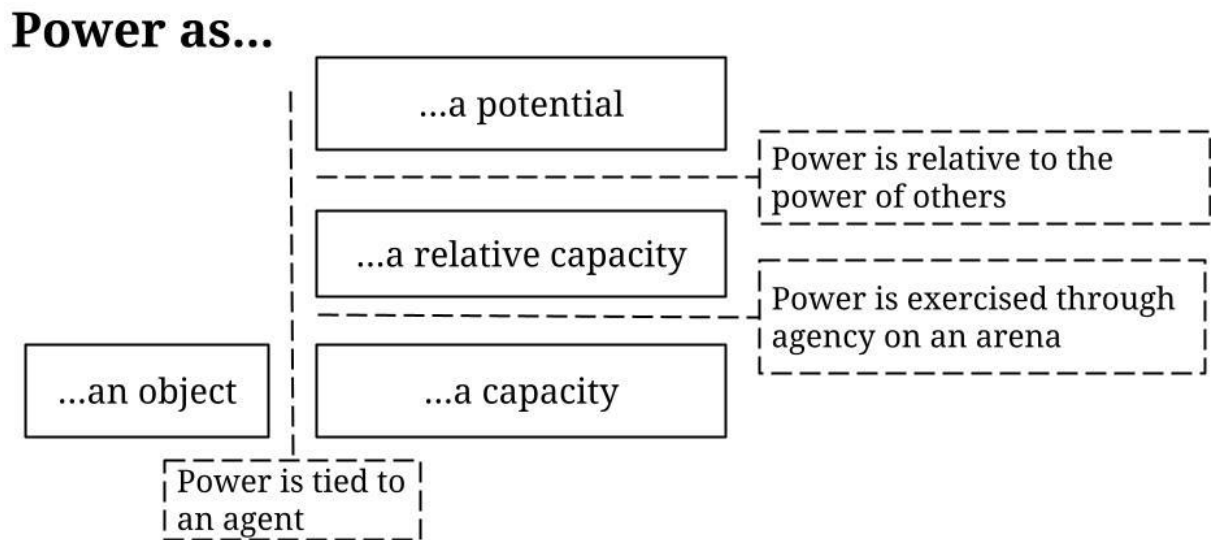 Power as...
...a potential
Power is relative to the
power of others
...a relative capacity
Power is exercised through
agency on an arena
...an object
...a capacity
Power is tied to
an agent